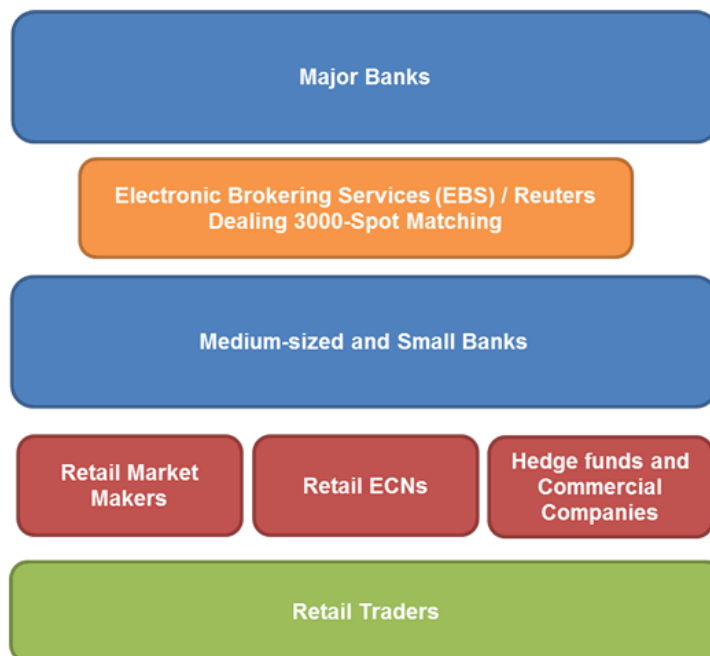 Major Banks
Electronic Brokering Services (EBS) / Reuters
Dealing 3000-Spot Matching
Medium-sized and Small Banks
Retail Market
Makers
Retail ECNs
Hedge funds and
Commercial
Companies
Retail Traders